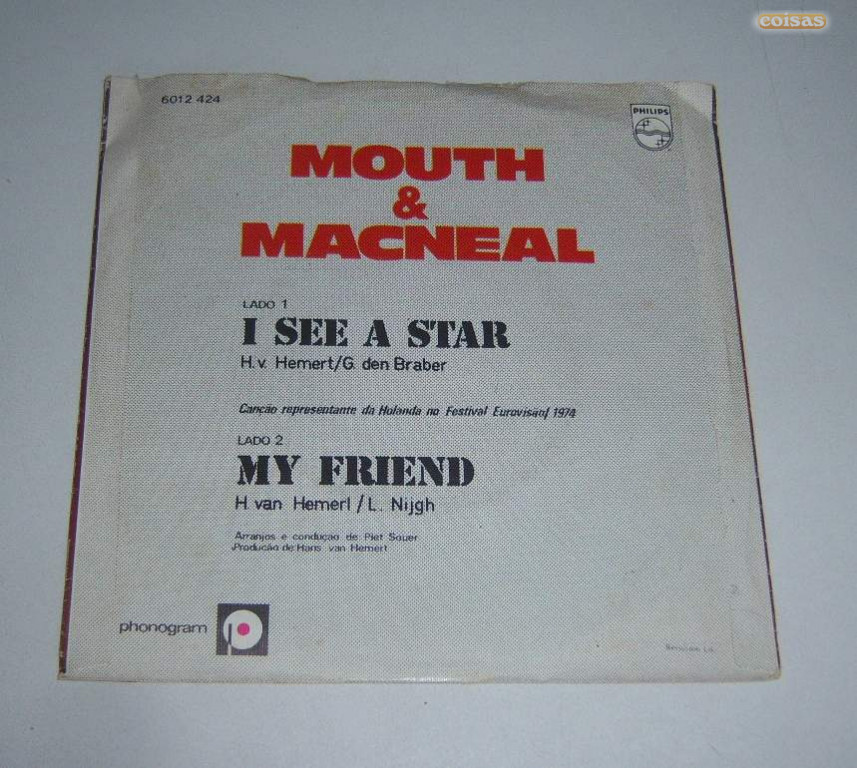 coisas
6012 424
PHILIPS
MOUTH
&
MACNEAL
LADO 1
I SEE A STAR
H.v. Hemert/G. den Braber
Canção representante da Holanda no Festival Eurovisão/ 1974
LADO 2
MY FRIEND
H. van Hemerl / L. Nijgh
Arranjos e condução de: Piet Souer
Produção de: Hans van Hemert
phonogram